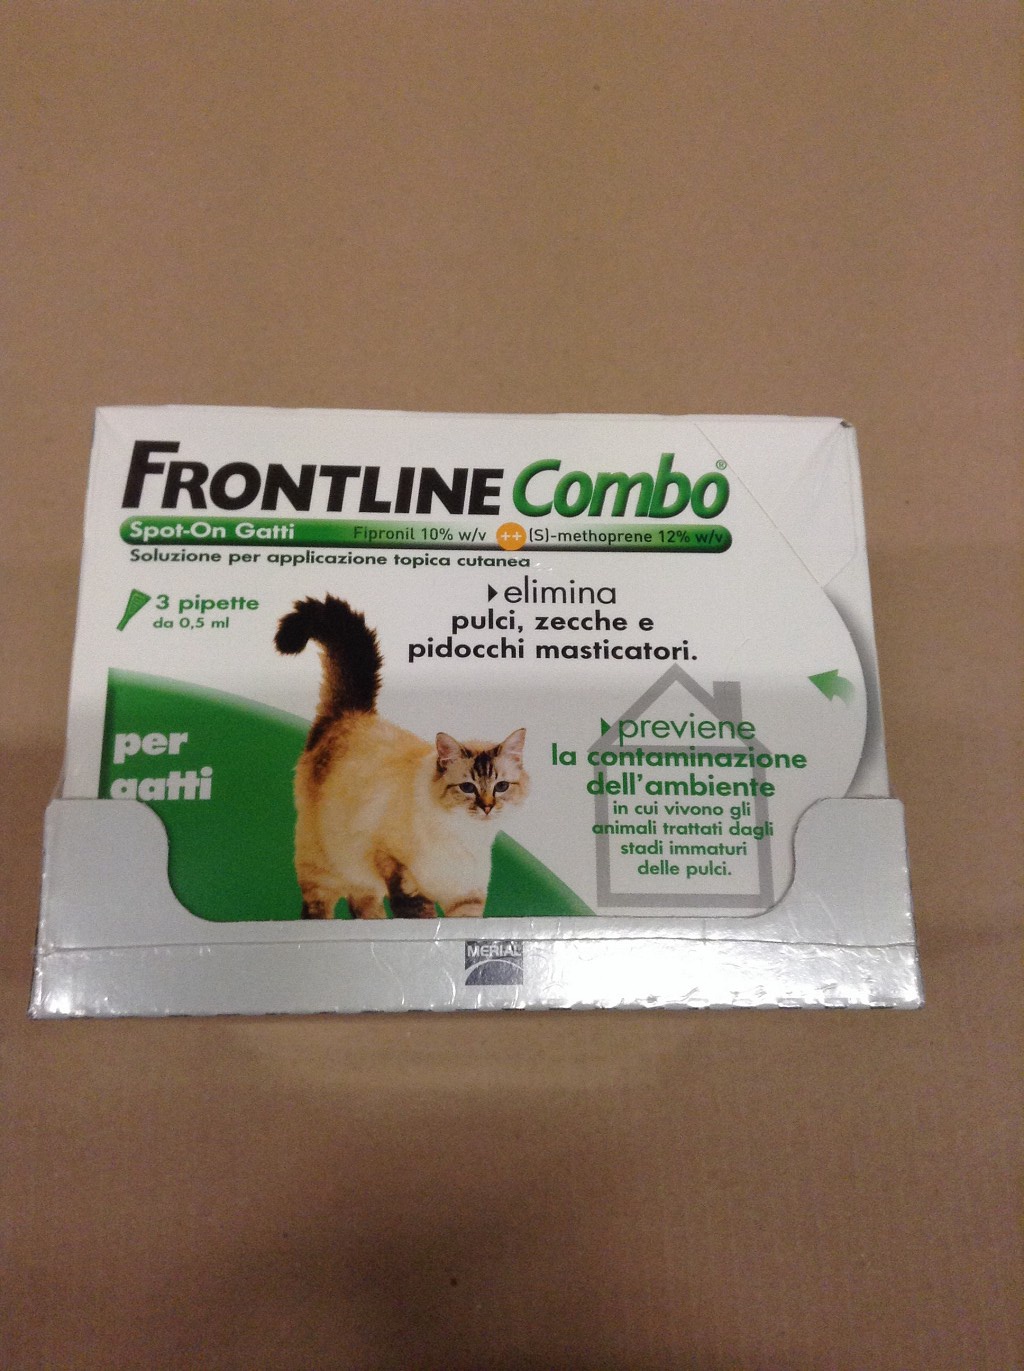 FRONTLINE Combo®
Spot-On Gatti Fipronil 10% w/v ++ (S)-methoprene 12% w/v
Soluzione per applicazione topica cutanea
3 pipette
da 0,5 ml
elimina
pulci, zecche e
pidocchi masticatori.
per
gatti
previene
la contaminazione
dell'ambiente
in cui vivono gli
animali trattati dagli
stadi immaturi
delle pulci.
MERIAL